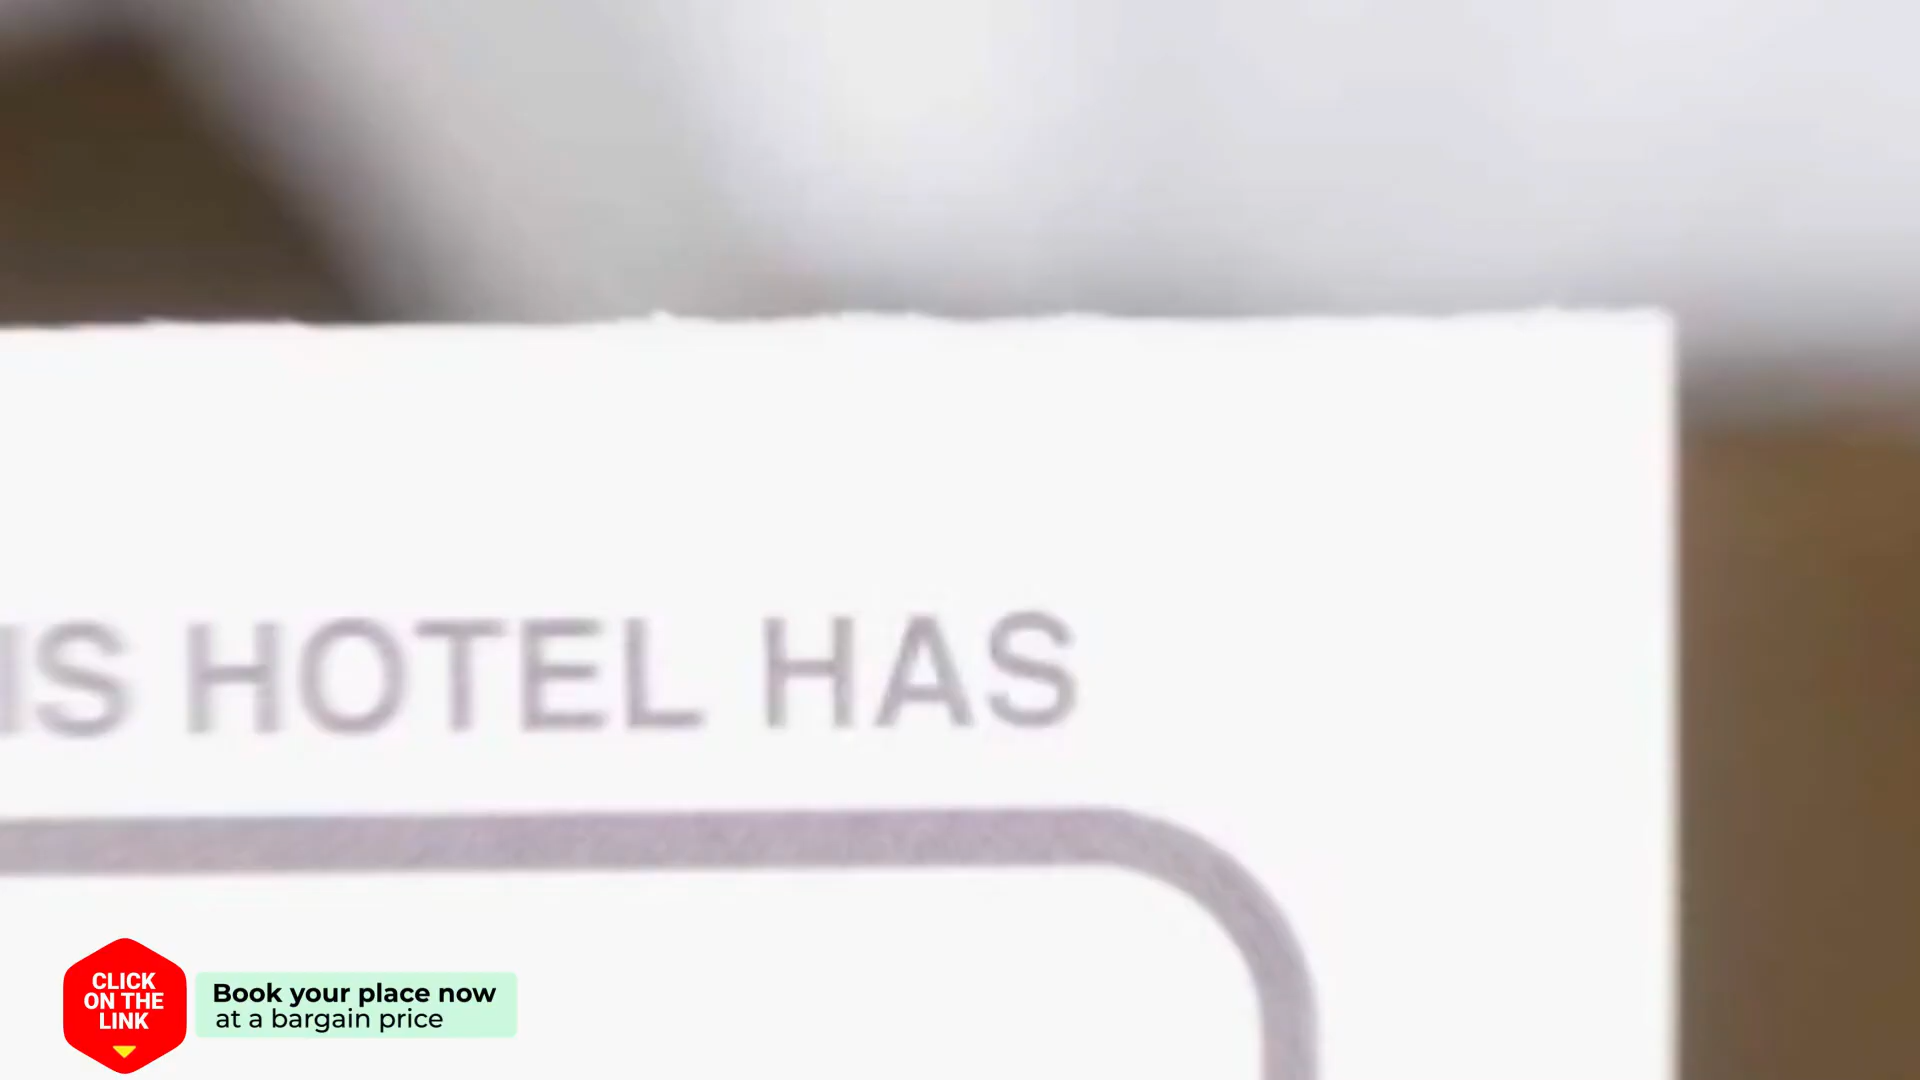 IS HOTEL HAS
CLICK
ON THE
LINK
Book your place now
at a bargain price